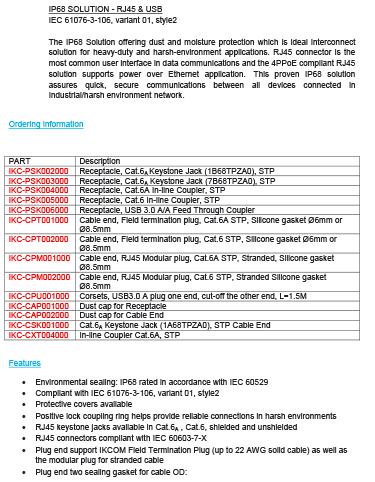 IP68 SOLUTION - RJ45 & USB
IEC 61076-3-106, variant 01, style2
The IP68 Solution offering dust and moisture protection which is ideal interconnect
solution for heavy-duty and harsh-environment applications. RJ45 connector is the
most common user interface in data communications and the 4PPoE compliant RJ45
solution supports power over Ethernet application. This proven IP68 solution
assures quick, secure communications between all devices connected in
industrial/harsh environment network.
Ordering Information
PART Description
IKC-PSK002000 Receptacle, Cat.6A Keystone Jack (1B68TPZA0), STP
IKC-PSK003000 Receptacle, Cat.6A Keystone Jack (7B68TPZA0), STP
IKC-PSK004000 Receptacle, Cat.6A In-line Coupler, STP
IKC-PSK005000 Receptacle, Cat.6 In-line Coupler, STP
IKC-PSK006000 Receptacle, USB 3.0 A/A Feed Through Coupler
IKC-CPT001000 Cable end, Field termination plug, Cat.6A STP, Silicone gasket Ø6mm or
Ø8.5mm
IKC-CPT002000 Cable end, Field termination plug, Cat.6 STP, Silicone gasket Ø6mm or
Ø8.5mm
IKC-CPM001000 Cable end, RJ45 Modular plug, Cat.6A STP, Stranded, Silicone gasket
Ø8.5mm
IKC-CPM002000 Cable end, RJ45 Modular plug, Cat.6 STP, Stranded Silicone gasket
Ø8.5mm
IKC-CPU001000 Corsets, USB3.0 A plug one end, cut-off the other end, L=1.5M
IKC-CAP001000 Dust cap for Receptacle
IKC-CAP002000 Dust cap for Cable End
IKC-CSK001000 Cat.6A Keystone Jack (1A68TPZA0), STP Cable End
IKC-CXT004000 In-line Coupler Cat.6A, STP
Features
• Environmental sealing: IP68 rated in accordance with IEC 60529
• Compliant with IEC 61076-3-106, variant 01, style2
• Protective covers available
• Positive lock coupling ring helps provide reliable connections in harsh environments
• RJ45 keystone jacks available in Cat.6A , Cat.6, shielded and unshielded
• RJ45 connectors compliant with IEC 60603-7-X
• Plug end support IKCOM Field Termination Plug (up to 22 AWG solid cable) as well as
the modular plug for stranded cable
• Plug end two sealing gasket for cable OD: